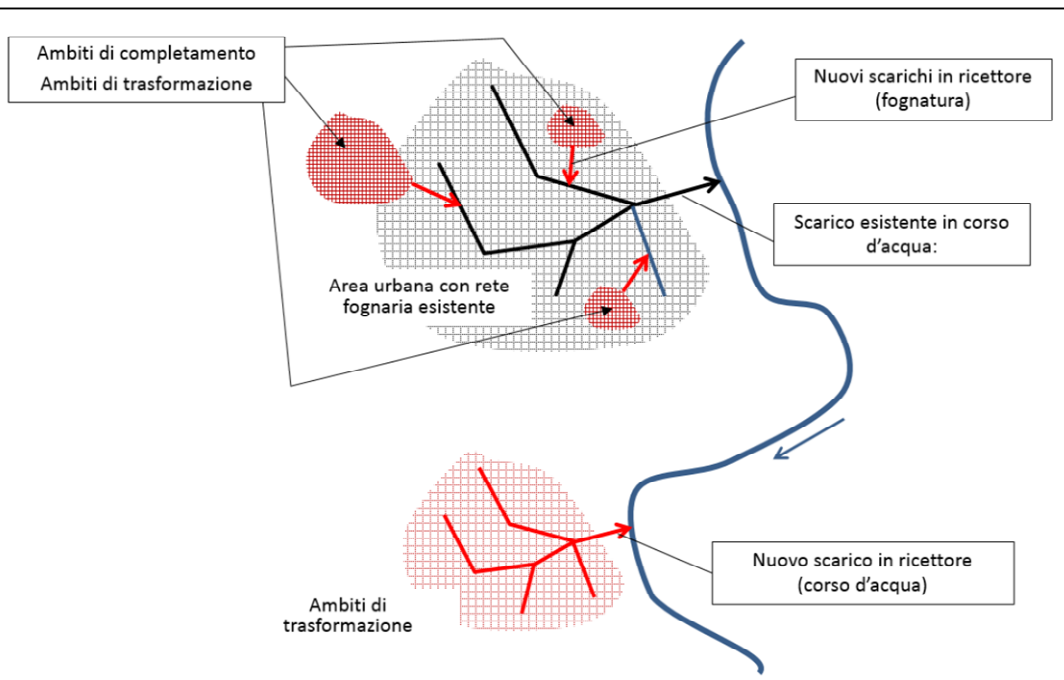 Ambiti di completamento
Ambiti di trasformazione
Nuovi scarichi in ricettore
(fognatura)
Scarico esistente in corso
d'acqua:
Area urbana con rete
fognaria esistente
Nuovo scarico in ricettore
(corso d'acqua)
Ambiti di
trasformazione